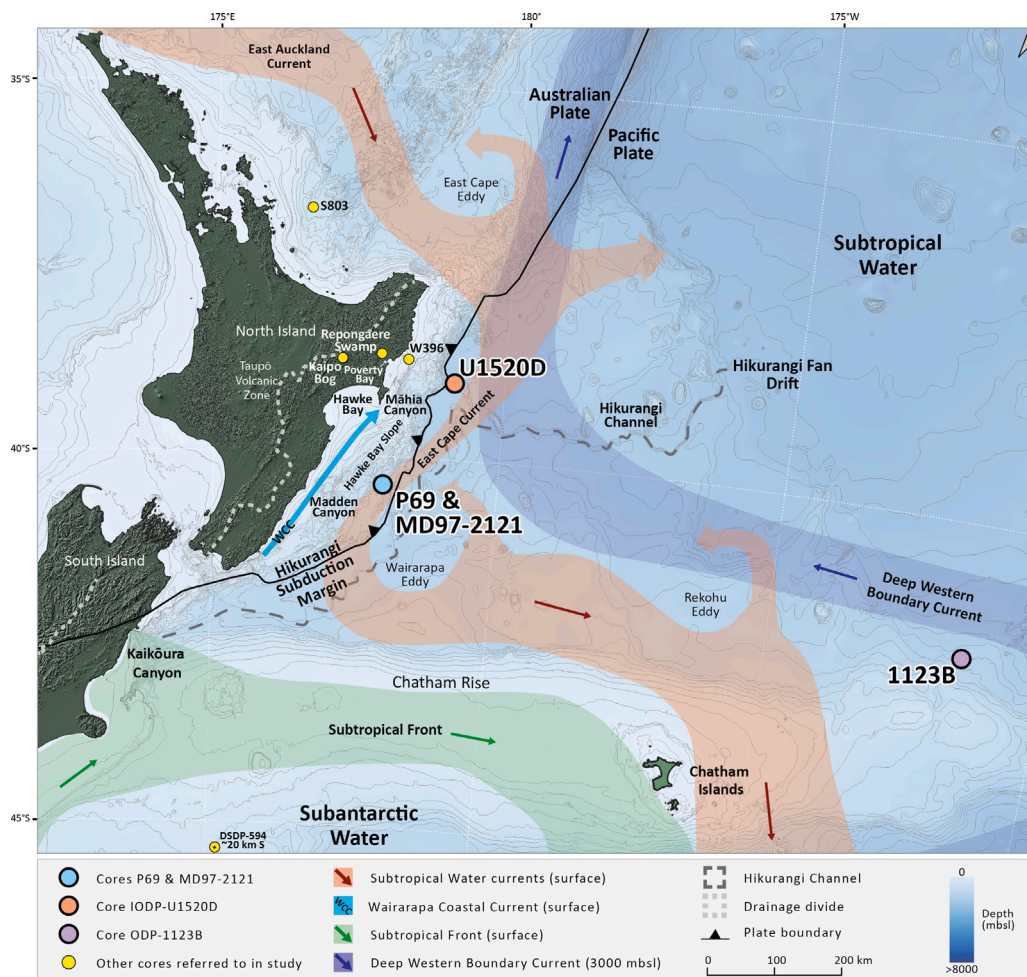 175°E
180°
175°W
35°S
40°S
45°S
East Auckland
Current
Australian
Plate
Pacific
Plate
East Cape
Eddy
S803
Subtropical
Water
North Island
Repongaere
Swamp
W396
Taupō
Volcanic
Zone
Kaipo
Bog
Poverty
Bay
U1520D
Hikurangi Fan
Drift
Hawke
Bay
Māhia
Canyon
Hikurangi
Channel
Hawke Bay Slope
East Cape Current
P69 &
MD97-2121
Madden
Canyon
WCC
South Island
Hikurangi
Subduction
Margin
Wairarapa
Eddy
Rekohu
Eddy
Deep Western
Boundary Current
Kaikōura
Canyon
1123B
Chatham Rise
Subtropical Front
Chatham
Islands
Subantarctic
Water
DSDP-594
~20 km S
Cores P69 & MD97-2121
Core IODP-U1520D
Core ODP-1123B
Other cores referred to in study
Subtropical Water currents (surface)
WCC
Wairarapa Coastal Current (surface)
Subtropical Front (surface)
Deep Western Boundary Current (3000 mbsl)
Hikurangi Channel
Drainage divide
Plate boundary
0 100 200 km
0
Depth
(mbsl)
>8000